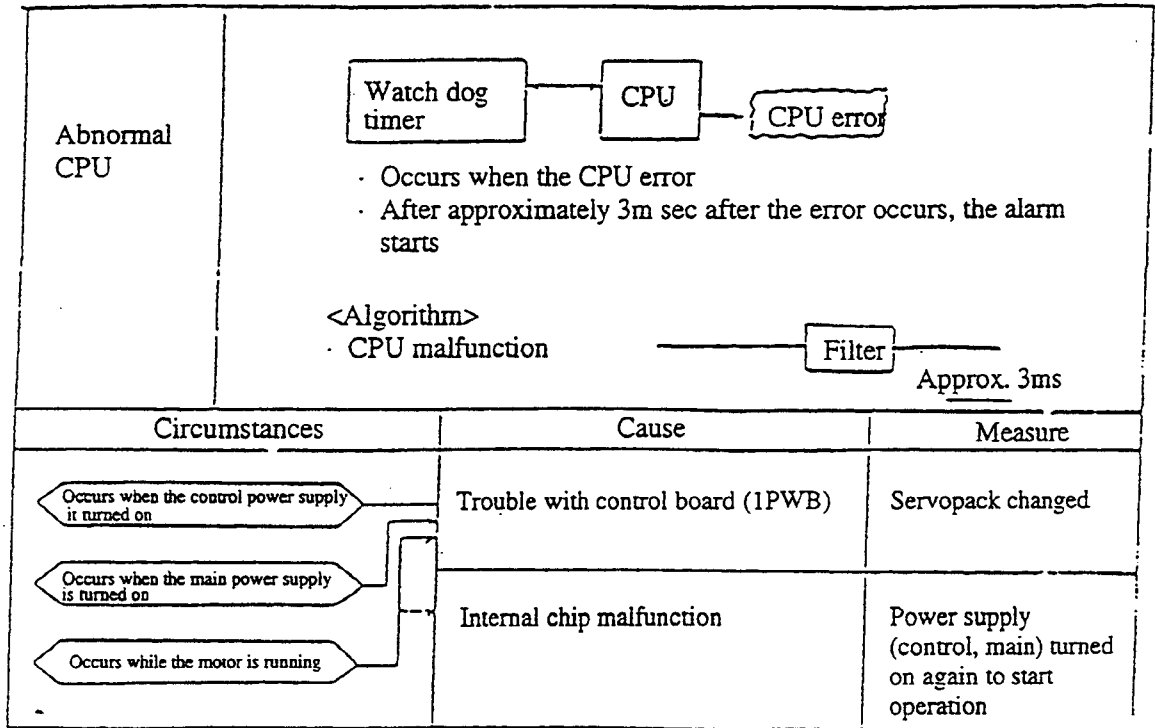 Abnormal
CPU
Watch dog
timer
CPU
CPU error
· Occurs when the CPU error
· After approximately 3m sec after the error occurs, the alarm
starts
<Algorithm>
· CPU malfunction
Filter
Approx. 3ms
Circumstances
Cause
Measure
Occurs when the control power supply
it turned on
Trouble with control board (1PWB)
Servopack changed
Occurs when the main power supply
is turned on
Internal chip malfunction
Power supply
(control, main) turned
on again to start
operation
Occurs while the motor is running